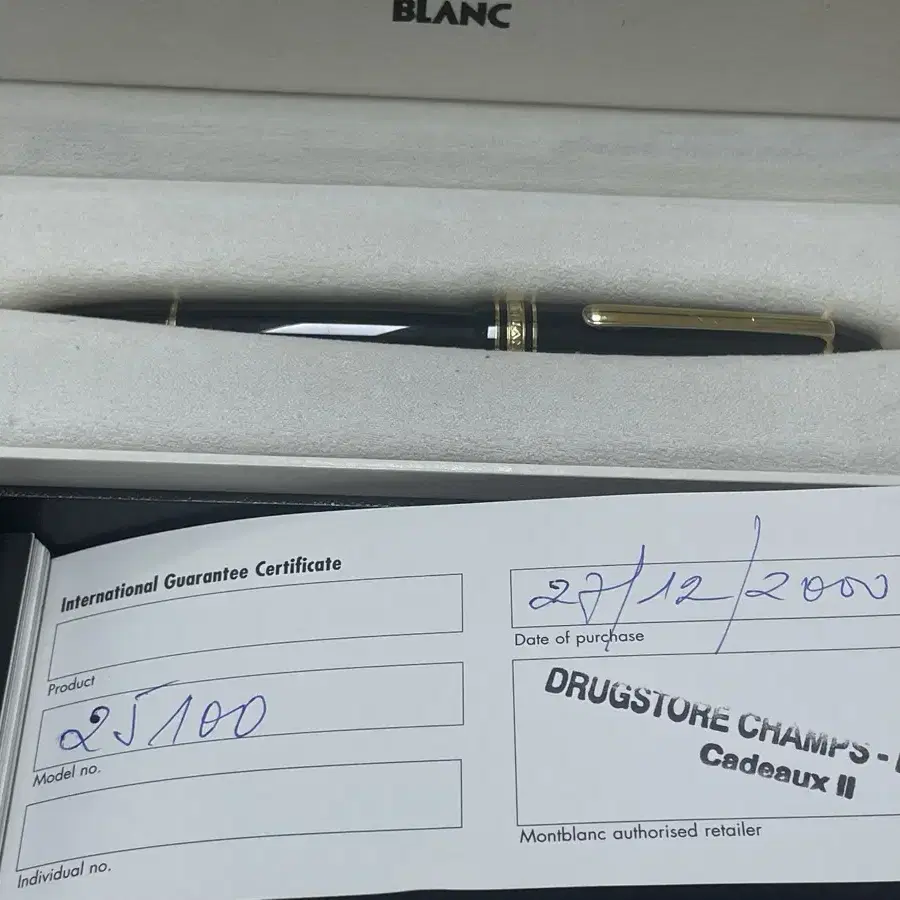 BLANC
International Guarantee Certificate
Product
25100
Model no.
Individual no.
27/12/2000
Date of purchase
DRUGSTORE CHAMPS -
Cadeaux II
Montblanc authorised retailer